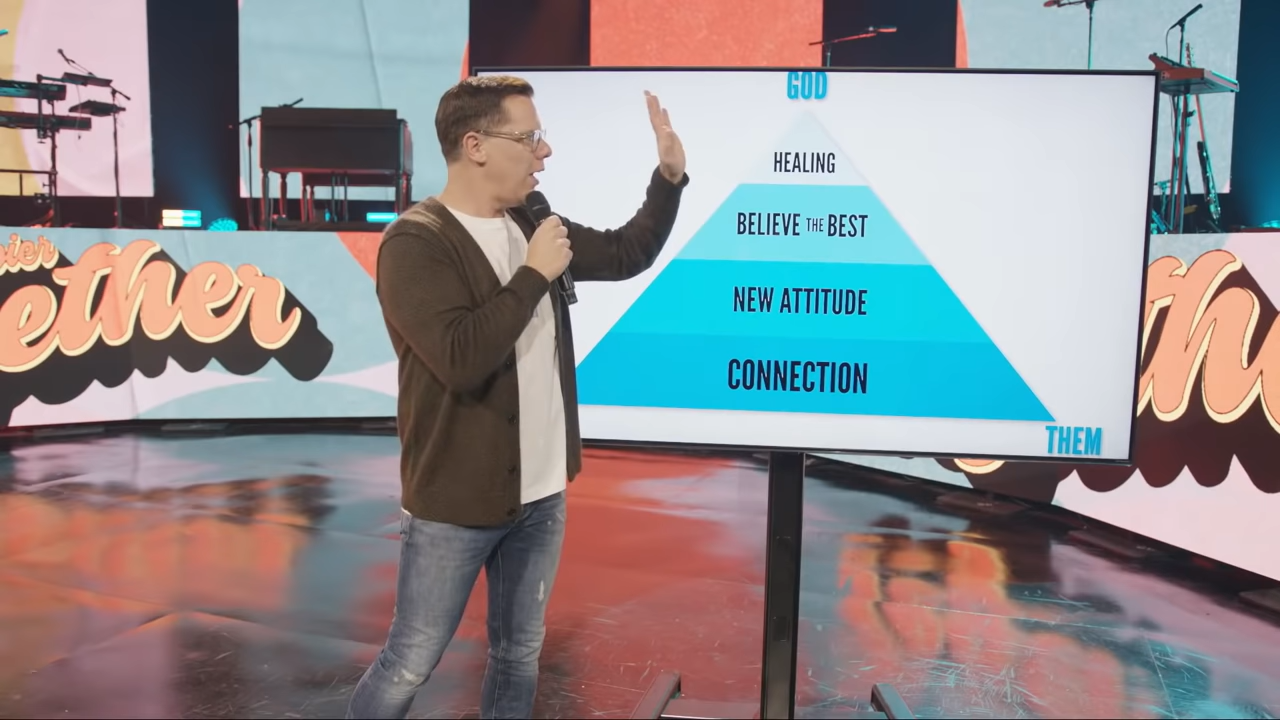 GOD
HEALING
BELIEVE THE BEST
NEW ATTITUDE
CONNECTION
THEM